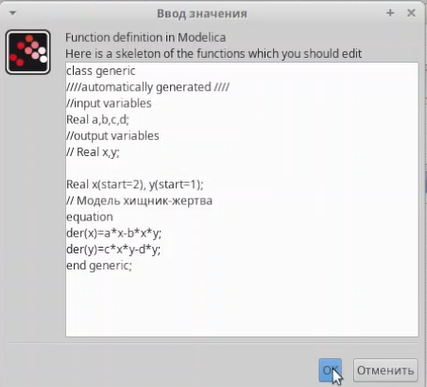 Ввод значения
Function definition in Modelica
Here is a skeleton of the functions which you should edit
class generic
////automatically generated ////
//input variables
Real a,b,c,d;
//output variables
// Real x,y;
Real x(start=2), y(start=1);
// Модель хищник-жертва
equation
der(x)=a*x-b*x*y;
der(y)=c*x*y-d*y;
end generic;
OK
Отменить